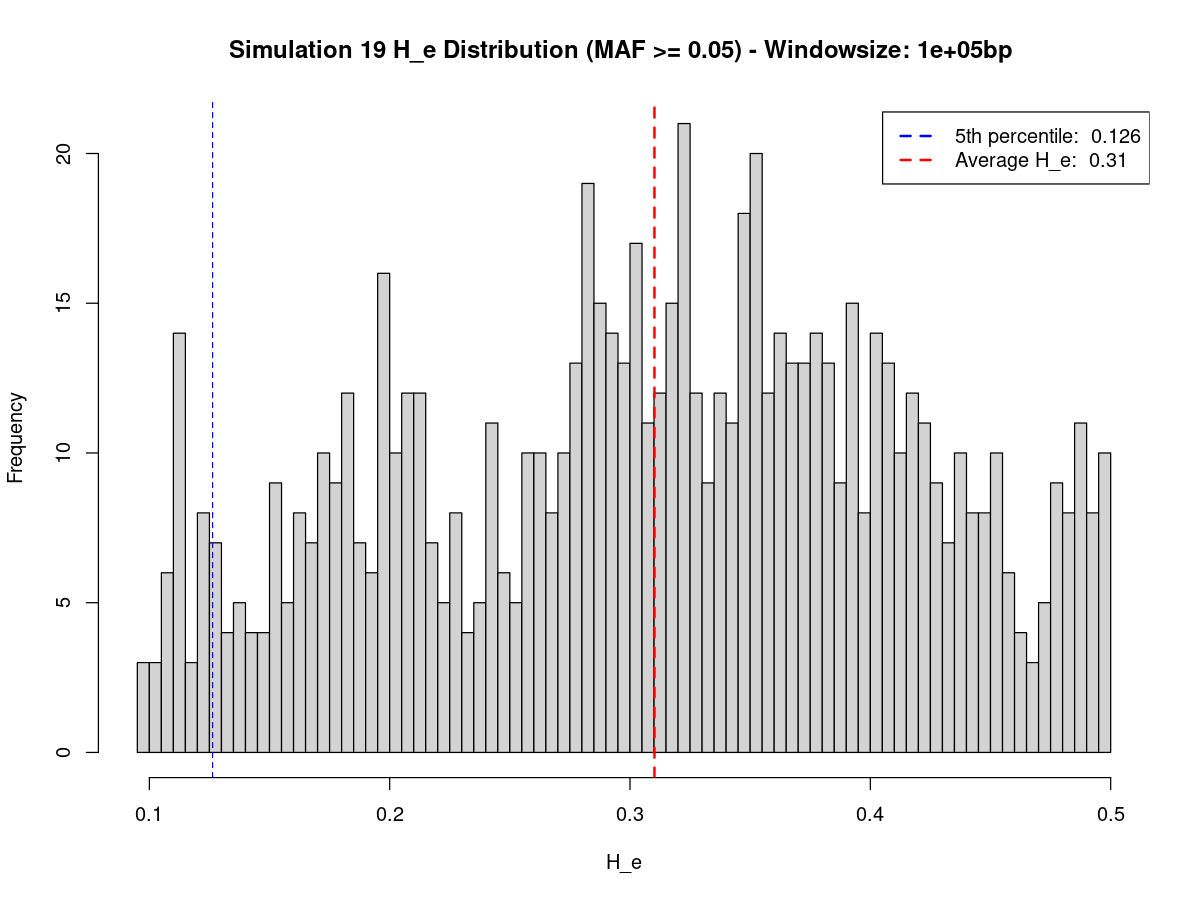 Simulation 19 H_e Distribution (MAF >= 0.05) - Windowsize: 1e+05bp
5th percentile:  0.126
Average H_e:  0.31
Frequency
20
15
10
5
0
0.1 0.2 0.3 0.4 0.5
H_e